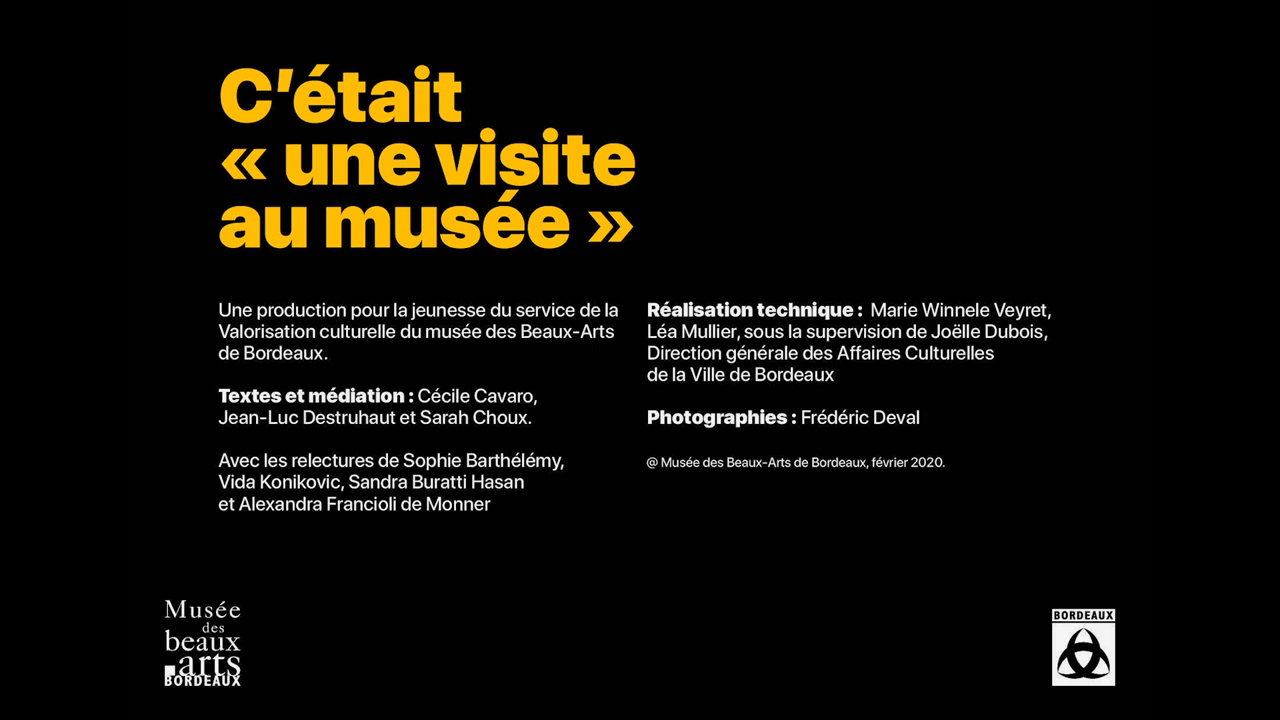 C’était
« une visite
au musée »
Une production pour la jeunesse du service de la
Valorisation culturelle du musée des Beaux-Arts
de Bordeaux.
Textes et médiation : Cécile Cavaro,
Jean-Luc Destruhaut et Sarah Choux.
Avec les relectures de Sophie Barthélémy,
Vida Konikovic, Sandra Buratti Hasan
et Alexandra Francioli de Monner
Réalisation technique : Marie Winnele Veyret,
Léa Mullier, sous la supervision de Joëlle Dubois,
Direction générale des Affaires Culturelles
de la Ville de Bordeaux
Photographies : Frédéric Deval
@ Musée des Beaux-Arts de Bordeaux, février 2020.
Musée
des
beaux
arts
BORDEAUX
BORDEAUX